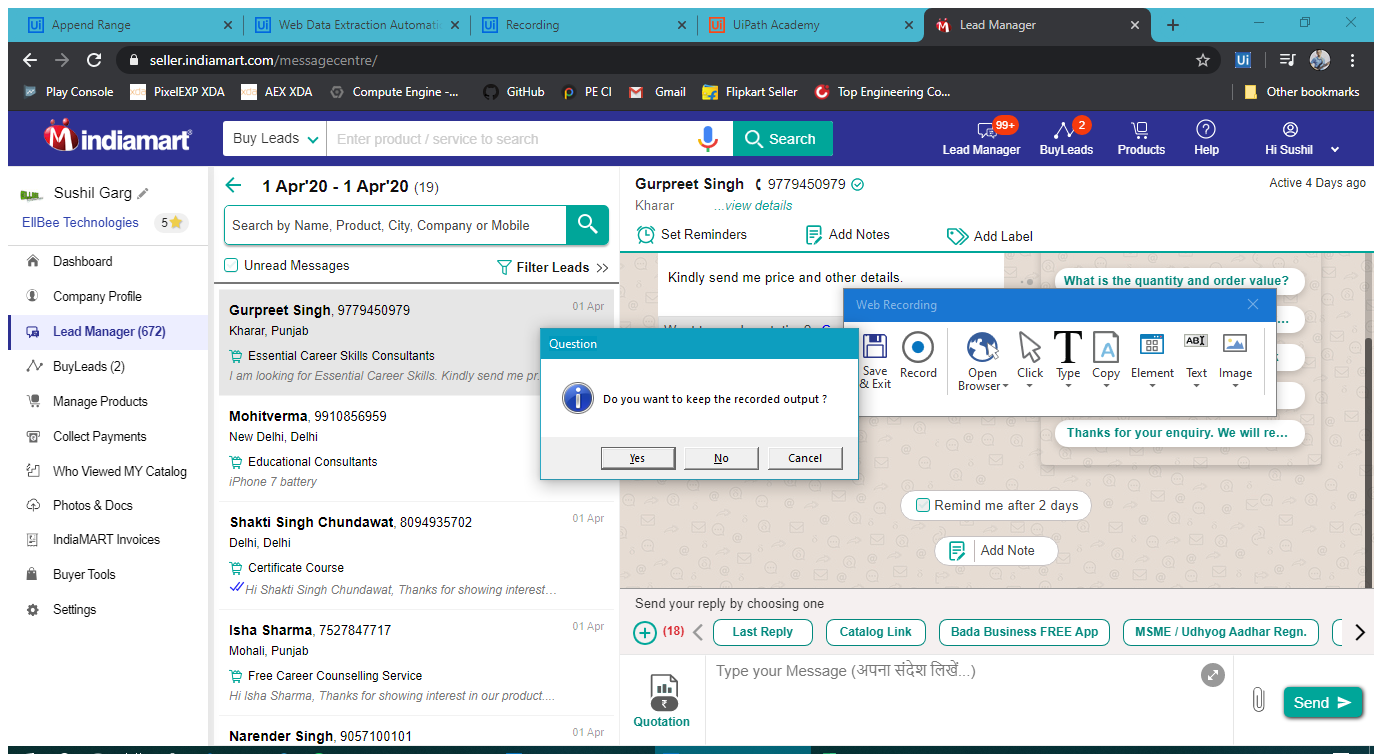 Append Range
Web Data Extraction Automati
Recording
UiPath Academy
Lead Manager
seller.indiamart.com/messagecentre/
Play Console
PixelEXP XDA
AEX XDA
Compute Engine -...
GitHub
PE CI
Gmail
Flipkart Seller
Top Engineering Co...
Other bookmarks
indiamart
Buy Leads
Enter product / service to search
Search
99+
Lead Manager
2
BuyLeads
Products
Help
Hi Sushil
Sushil Garg
EllBee Technologies
5
Dashboard
Company Profile
Lead Manager (672)
BuyLeads (2)
Manage Products
Collect Payments
Who Viewed MY Catalog
Photos & Docs
IndiaMART Invoices
Buyer Tools
Settings
1 Apr'20 - 1 Apr'20 (19)
Search by Name, Product, City, Company or Mobile
Unread Messages
Filter Leads >>
Gurpreet Singh, 9779450979
01 Apr
Kharar, Punjab
Essential Career Skills Consultants
I am looking for Essential Career Skills. Kindly send me pr
Mohitverma, 9910856959
New Delhi, Delhi
Educational Consultants
iPhone 7 battery
Shakti Singh Chundawat, 8094935702
01 Apr
Delhi, Delhi
Certificate Course
Hi Shakti Singh Chundawat, Thanks for showing interest...
Isha Sharma, 7527847717
01 Apr
Mohali, Punjab
Free Career Counselling Service
Hi Isha Sharma, Thanks for showing interest in our product....
Narender Singh, 9057100101
01 Apr
Gurpreet Singh 9779450979
Active 4 Days ago
Kharar ...view details
Set Reminders
Add Notes
Add Label
Kindly send me price and other details.
What is the quantity and order value?
Thanks for your enquiry. We will re...
Web Recording
Save & Exit
Record
Open Browser
Click
Type
Copy
Element
Text
Image
Question
Do you want to keep the recorded output ?
Yes
No
Cancel
Remind me after 2 days
Add Note
Send your reply by choosing one
(18)
Last Reply
Catalog Link
Bada Business FREE App
MSME / Udhyog Aadhar Regn.
Quotation
Type your Message (अपना संदेश लिखें...)
Send